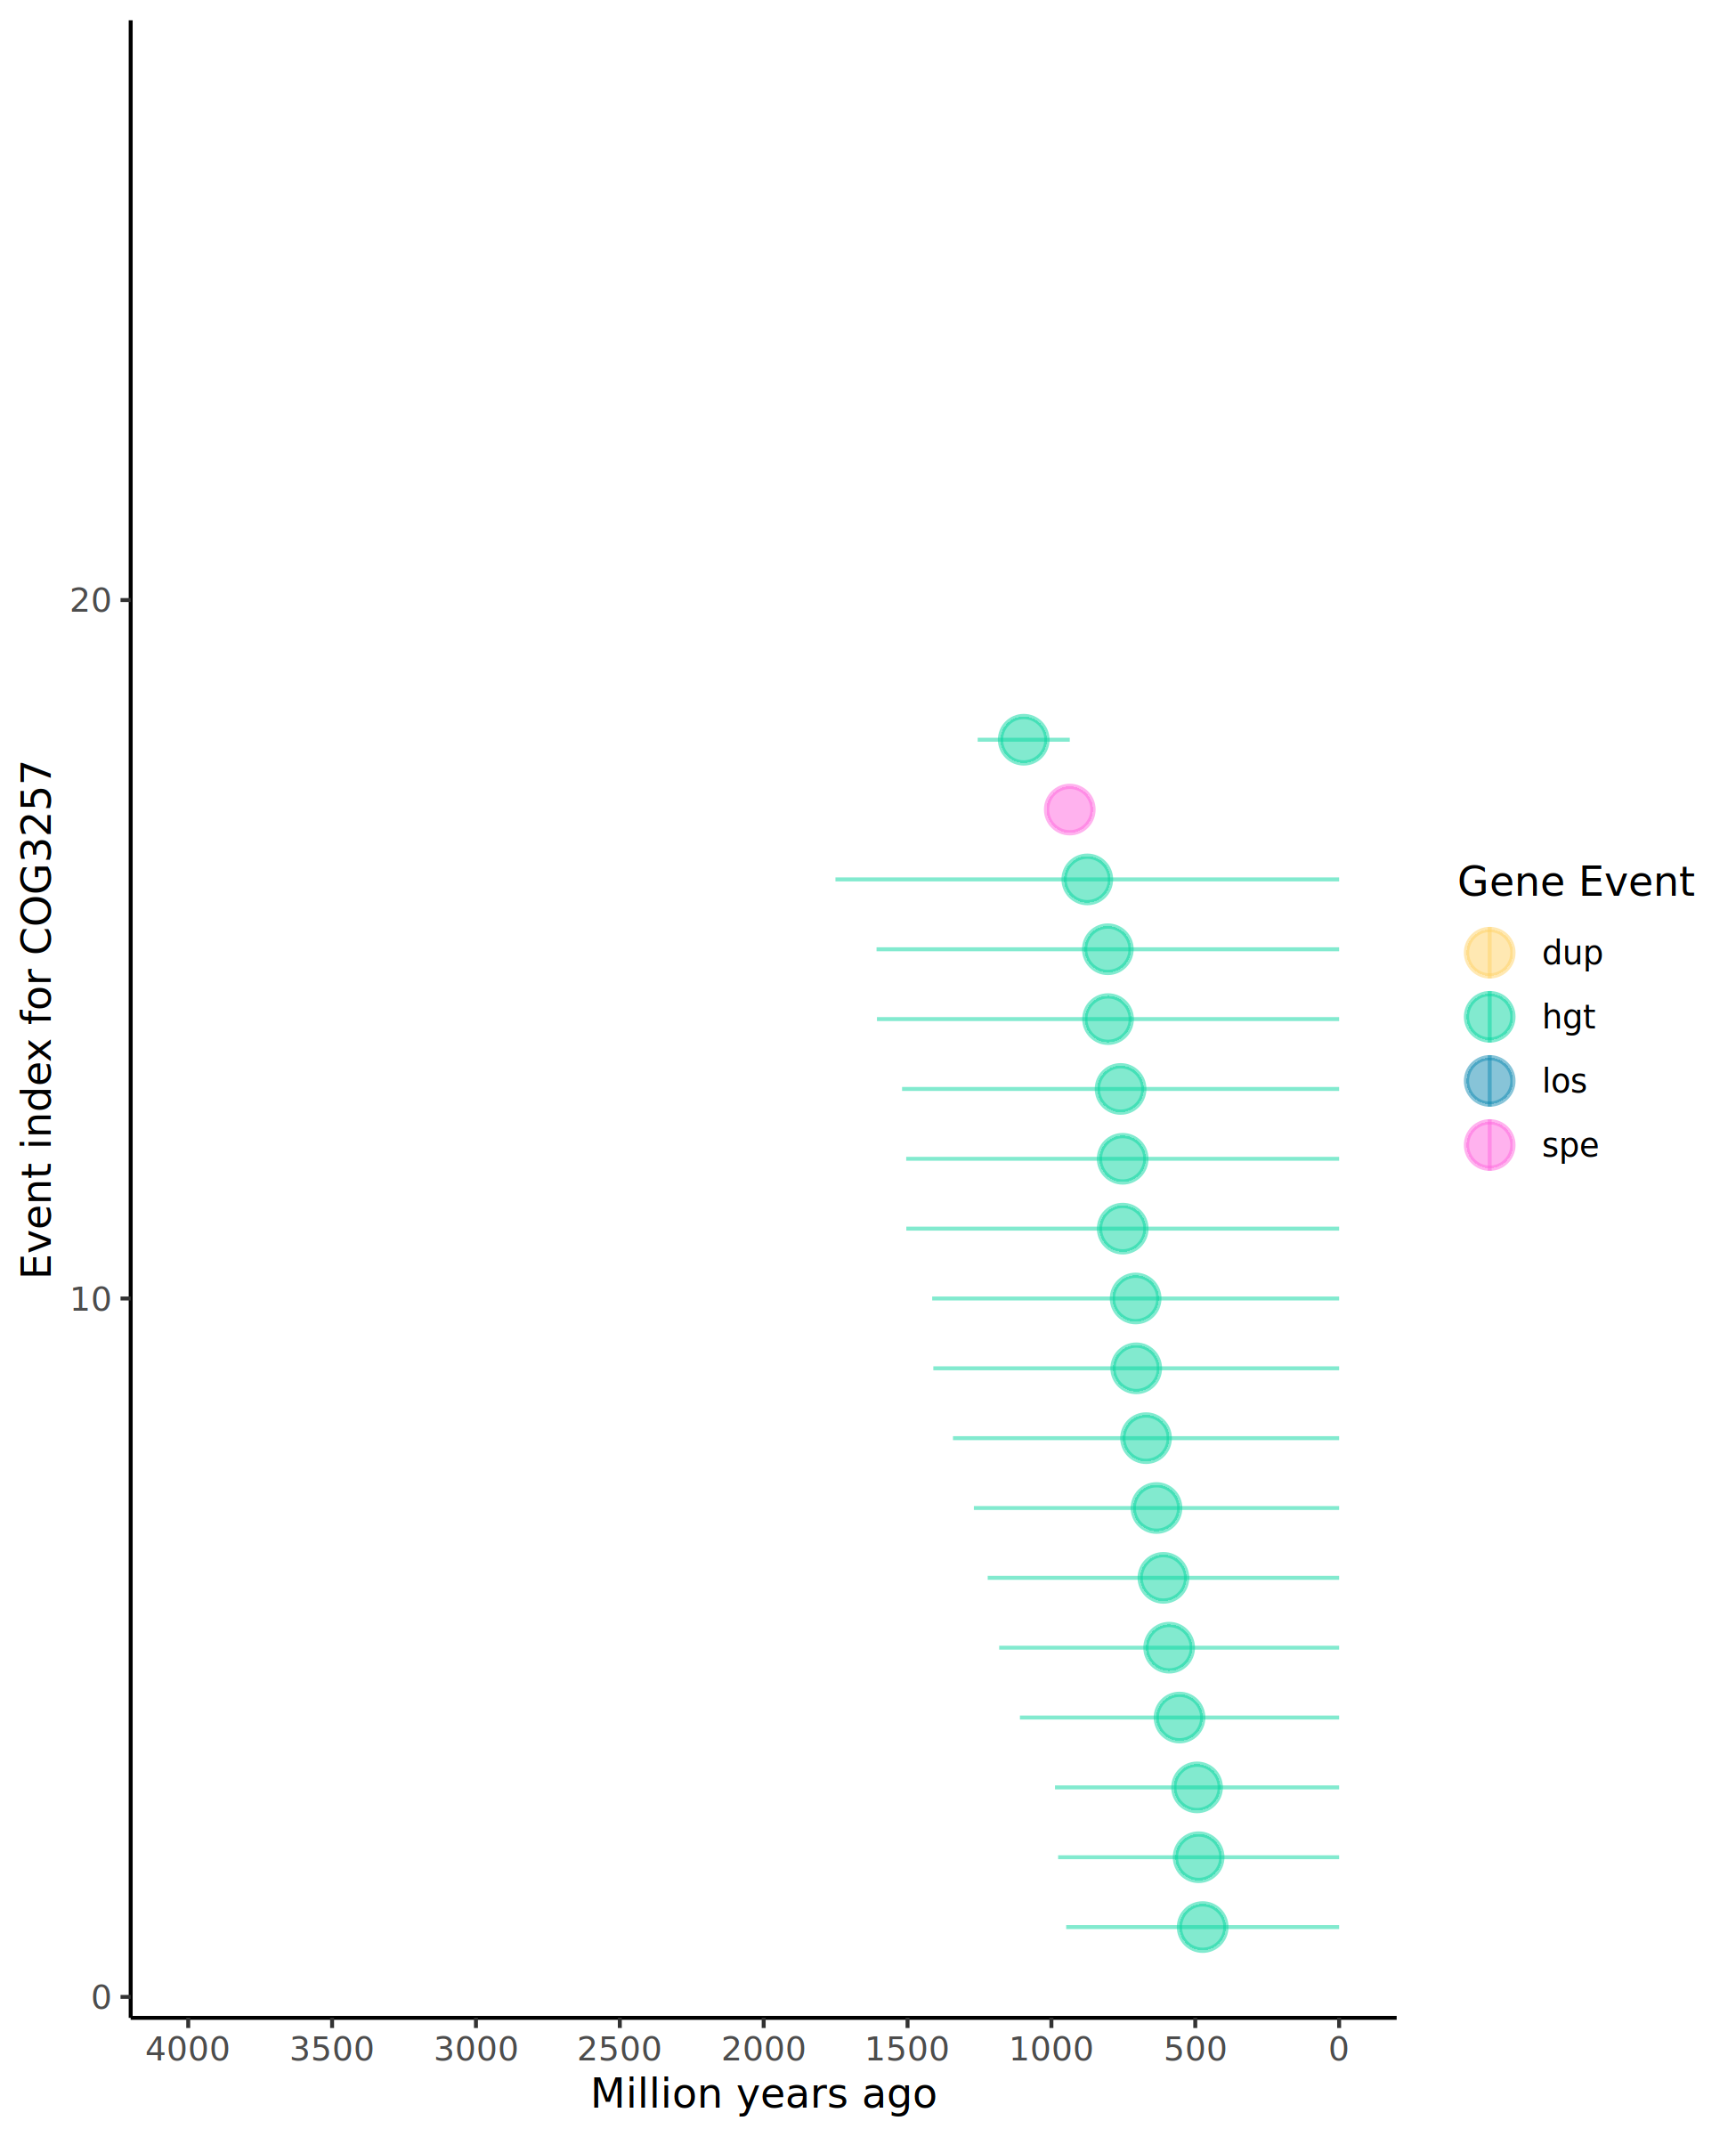 Event index for COG3257
20
10
0
4000 3500 3000 2500 2000 1500 1000 500 0
Million years ago
Gene Event
dup
hgt
los
spe